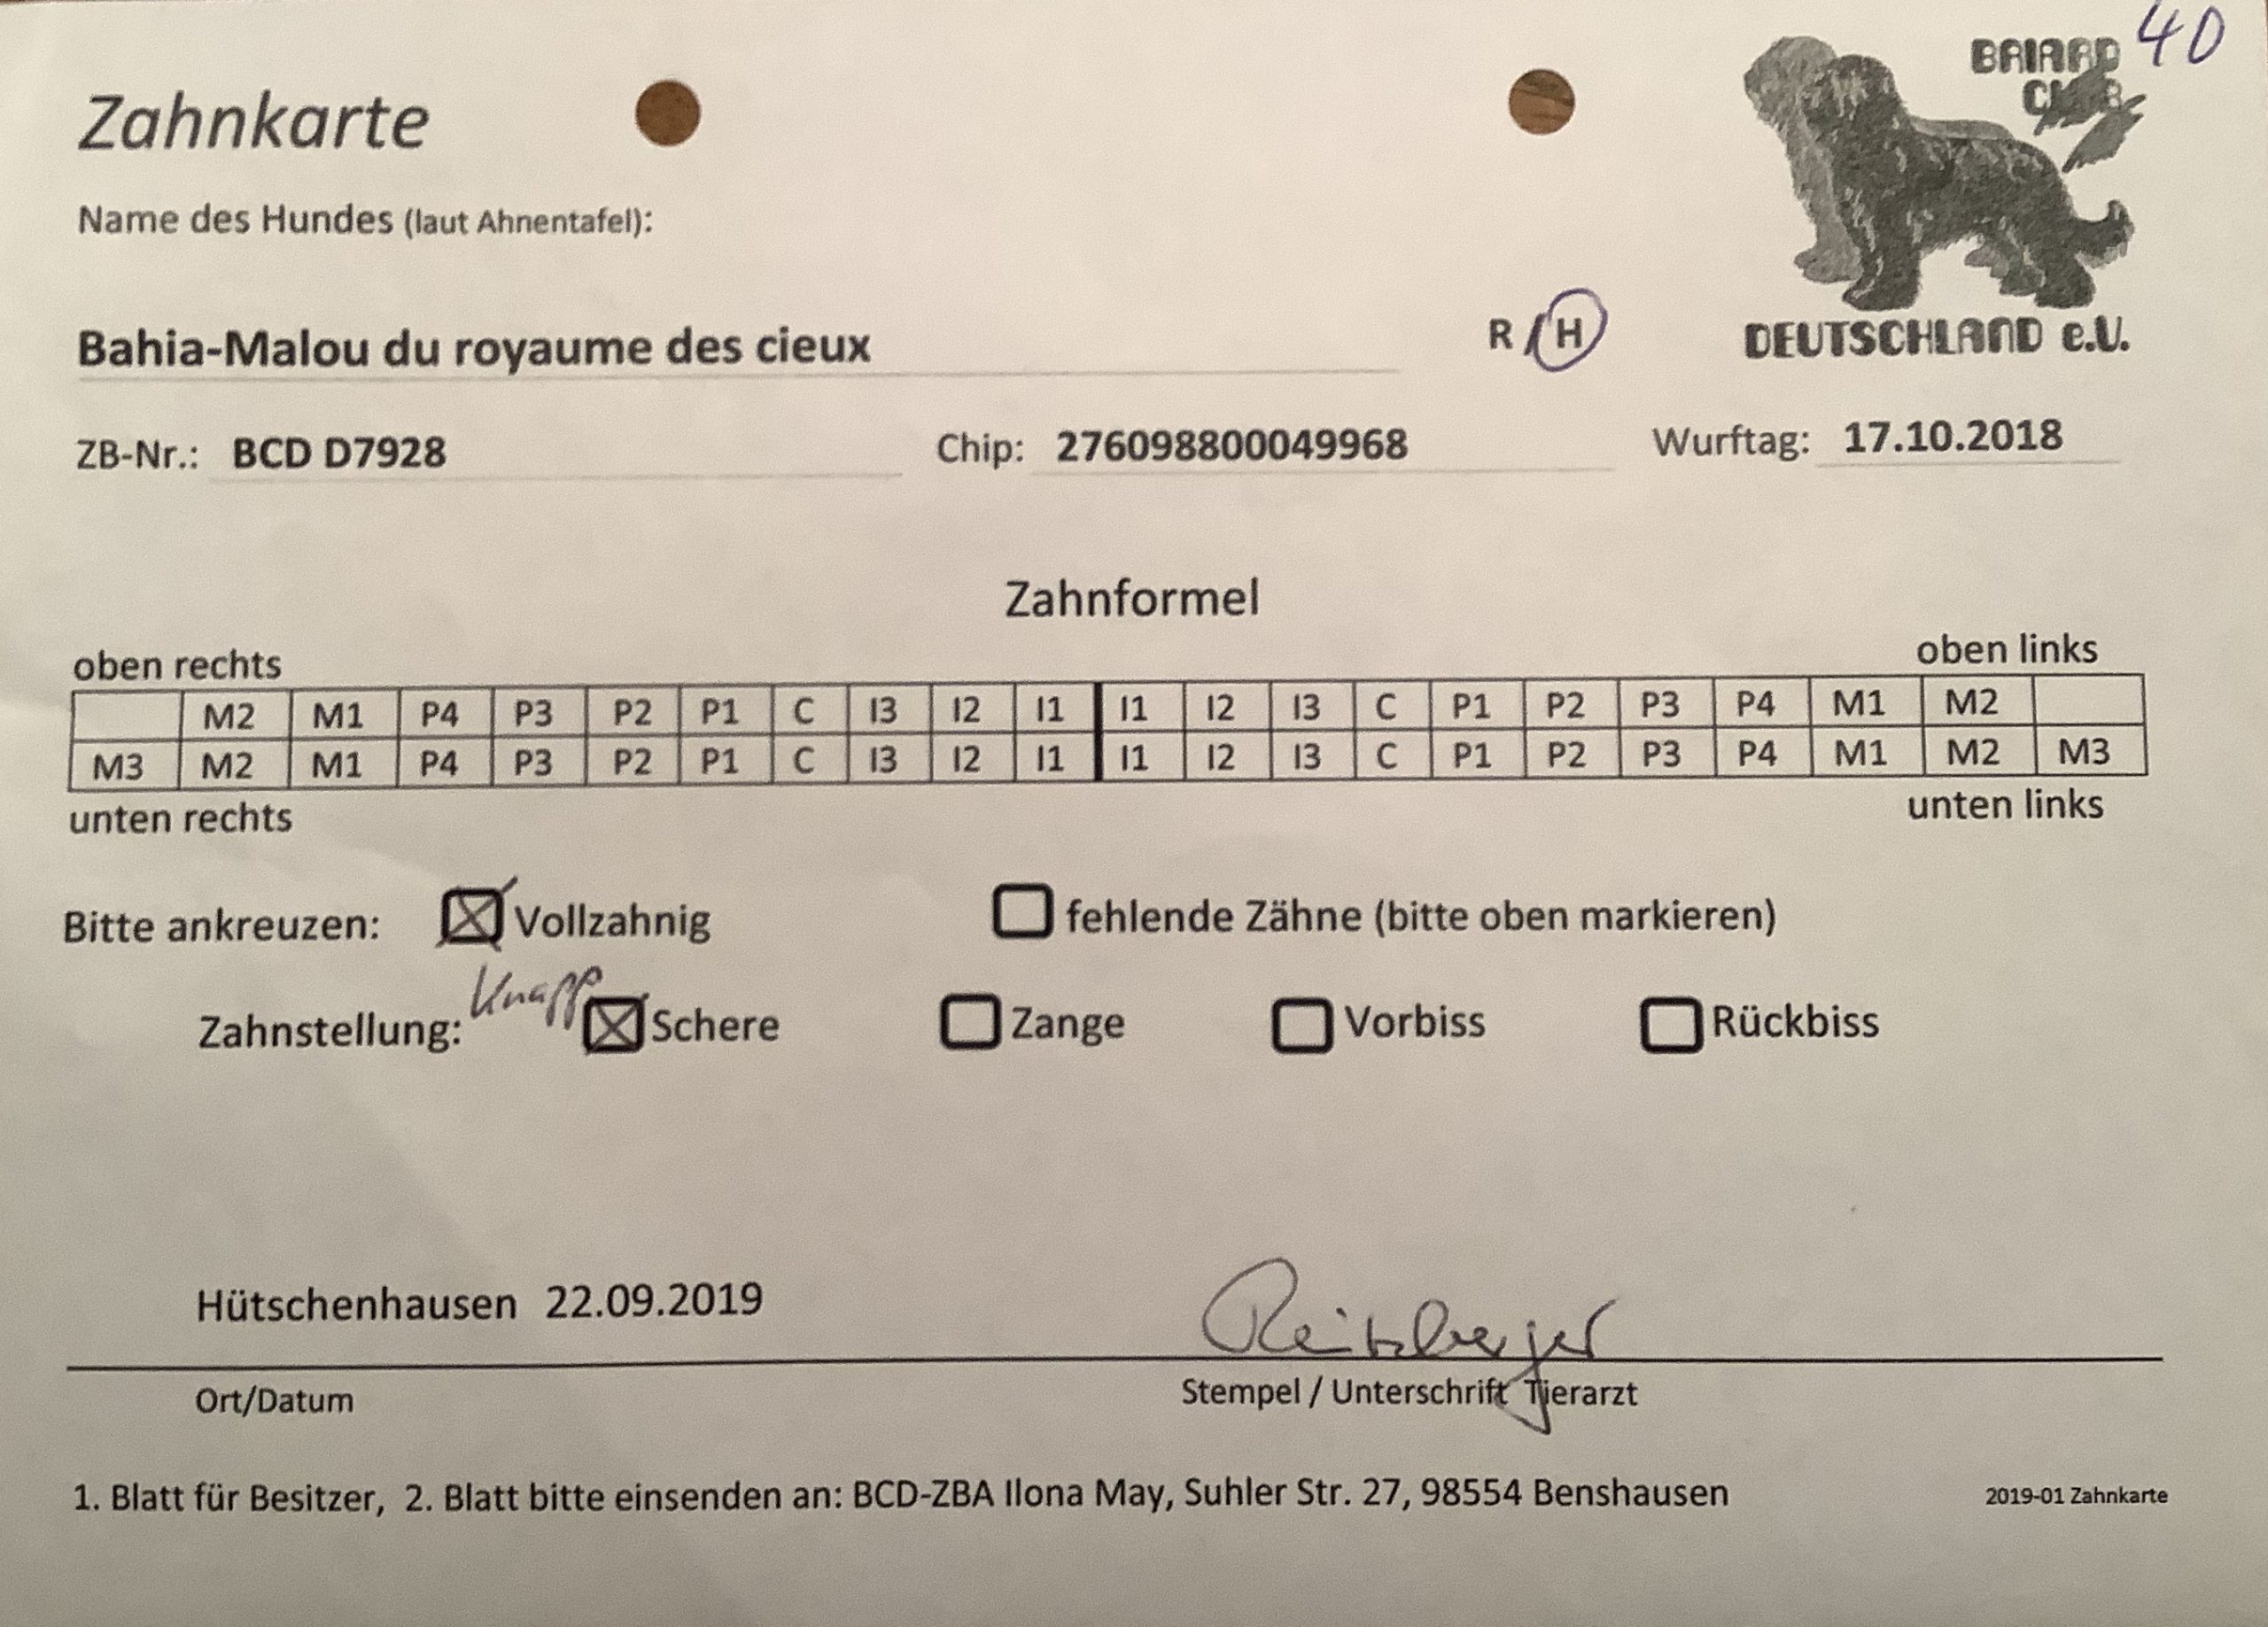 40
BRIARD
CLUB
Zahnkarte
Name des Hundes (laut Ahnentafel):
Bahia-Malou du royaume des cieux R / H
DEUTSCHLAND e.V.
ZB-Nr.: BCD D7928 Chip: 276098800049968 Wurftag: 17.10.2018
Zahnformel
oben rechts oben links
M2 M1 P4 P3 P2 P1 C I3 I2 I1 I1 I2 I3 C P1 P2 P3 P4 M1 M2
M3 M2 M1 P4 P3 P2 P1 C I3 I2 I1 I1 I2 I3 C P1 P2 P3 P4 M1 M2 M3
unten rechts unten links
Bitte ankreuzen: Vollzahnig fehlende Zähne (bitte oben markieren)
Zahnstellung: Knapp Schere Zange Vorbiss Rückbiss
Hütschenhausen 22.09.2019
Ort/Datum Stempel / Unterschrift Tierarzt
1. Blatt für Besitzer, 2. Blatt bitte einsenden an: BCD-ZBA Ilona May, Suhler Str. 27, 98554 Benshausen 2019-01 Zahnkarte